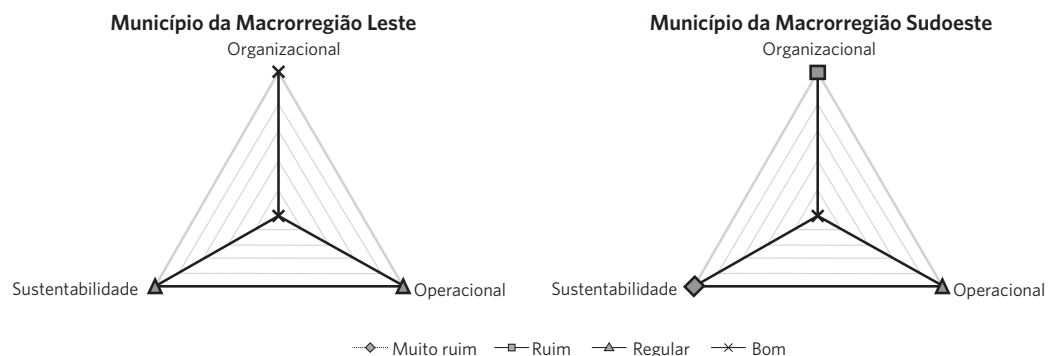 Município da Macrorregião Leste
Organizacional
Sustentabilidade
Operacional
Município da Macrorregião Sudoeste
Organizacional
Sustentabilidade
Operacional
Muito ruim Ruim Regular Bom